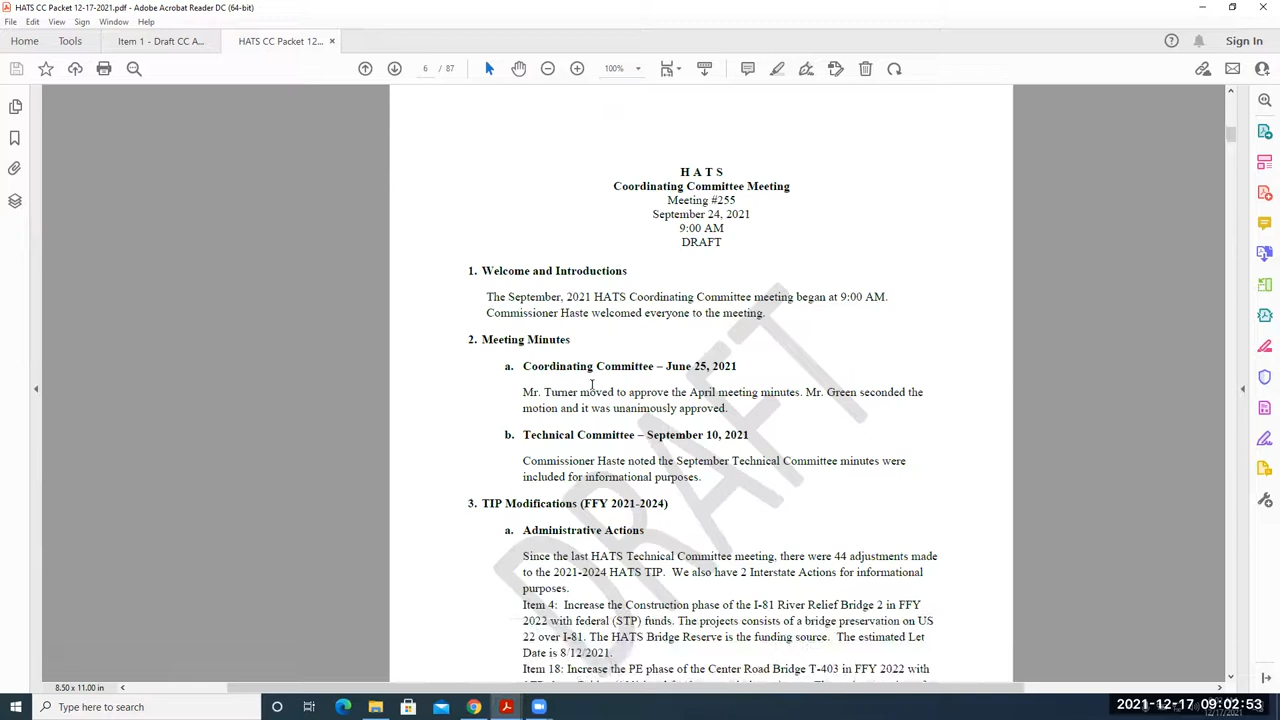 HATS CC Packet 12-17-2021.pdf - Adobe Acrobat Reader DC (64-bit)
File Edit View Sign Window Help
Home Tools Item 1 - Draft CC A... HATS CC Packet 12... × Sign In
6 / 87 100%
H A T S
Coordinating Committee Meeting
Meeting #255
September 24, 2021
9:00 AM
DRAFT
1. Welcome and Introductions
The September, 2021 HATS Coordinating Committee meeting began at 9:00 AM.
Commissioner Haste welcomed everyone to the meeting.
2. Meeting Minutes
a. Coordinating Committee – June 25, 2021
Mr. Turner moved to approve the April meeting minutes. Mr. Green seconded the
motion and it was unanimously approved.
b. Technical Committee – September 10, 2021
Commissioner Haste noted the September Technical Committee minutes were
included for informational purposes.
3. TIP Modifications (FFY 2021-2024)
a. Administrative Actions
Since the last HATS Technical Committee meeting, there were 44 adjustments made
to the 2021-2024 HATS TIP. We also have 2 Interstate Actions for informational
purposes.
Item 4: Increase the Construction phase of the I-81 River Relief Bridge 2 in FFY
2022 with federal (STP) funds. The projects consists of a bridge preservation on US
22 over I-81. The HATS Bridge Reserve is the funding source. The estimated Let
Date is 8/12/2021.
Item 18: Increase the PE phase of the Center Road Bridge T-403 in FFY 2022 with
DRAFT
8.50 x 11.00 in
Type here to search
2021-12-17 09:02:53
12/17/2021